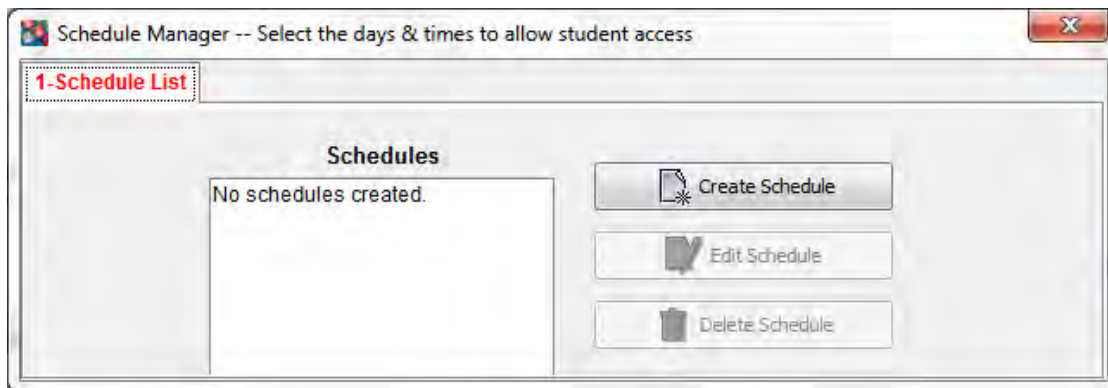 Schedule Manager -- Select the days & times to allow student access
1-Schedule List
Schedules
No schedules created.
Create Schedule
Edit Schedule
Delete Schedule